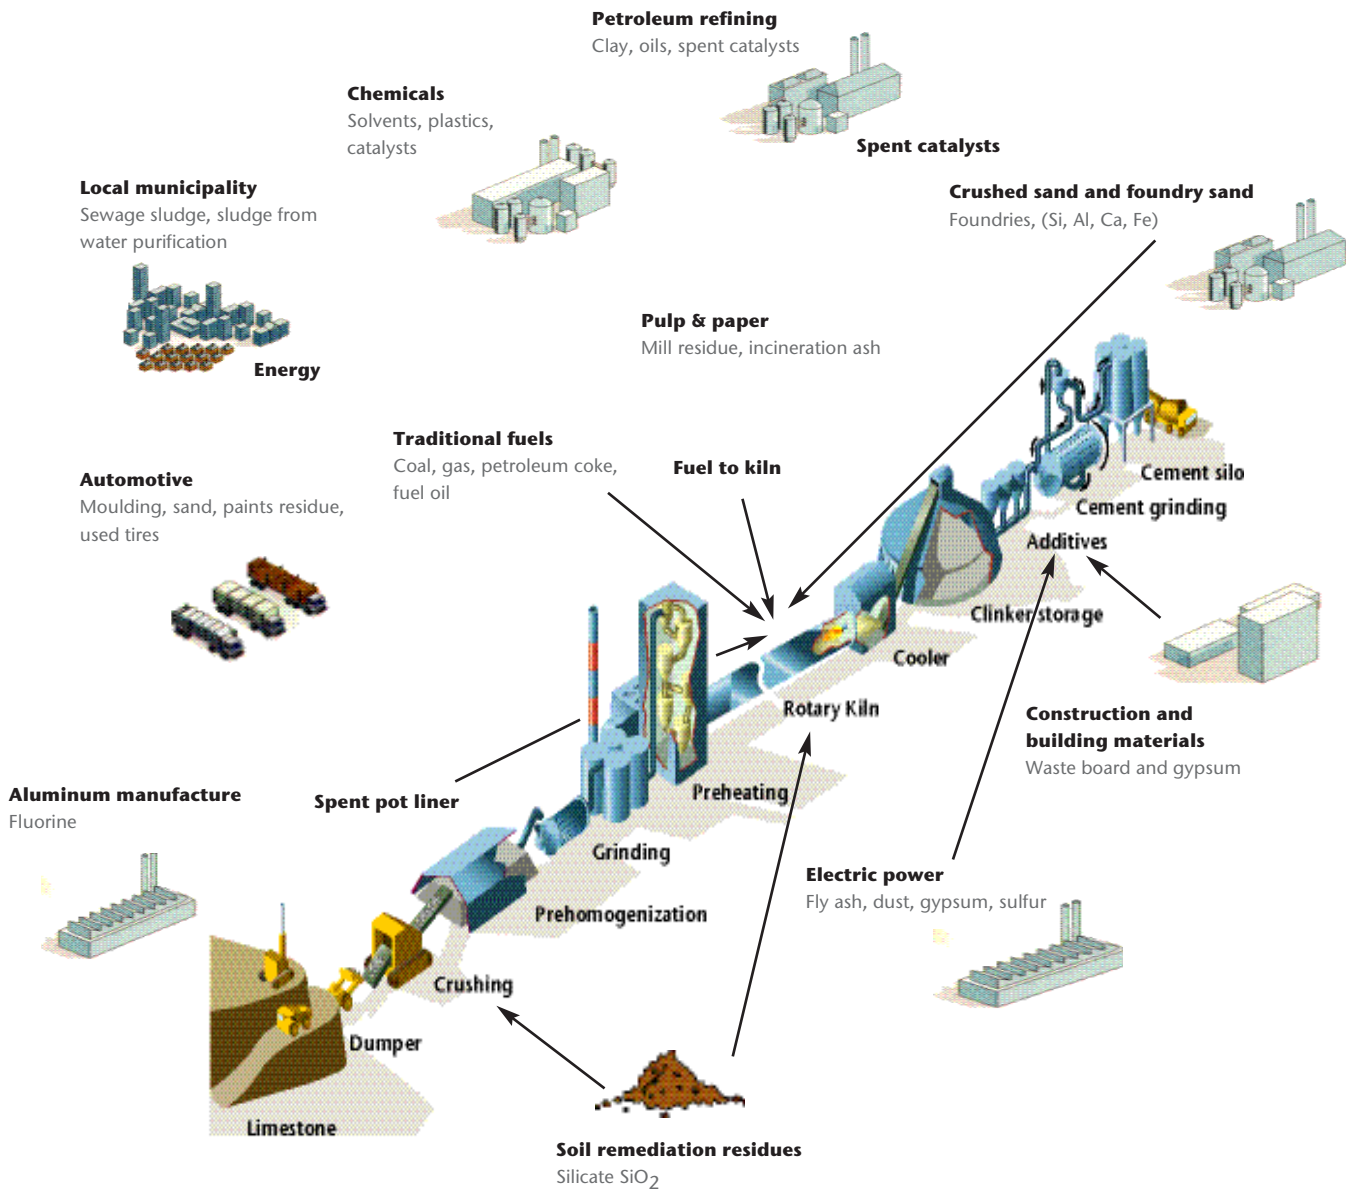 Petroleum refining
Clay, oils, spent catalysts
Chemicals
Solvents, plastics,
catalysts
Spent catalysts
Local municipality
Sewage sludge, sludge from
water purification
Crushed sand and foundry sand
Foundries, (Si, Al, Ca, Fe)
Pulp & paper
Mill residue, incineration ash
Energy
Traditional fuels
Coal, gas, petroleum coke,
fuel oil
Fuel to kiln
Automotive
Moulding, sand, paints residue,
used tires
Cement silo
Cement grinding
Additives
Clinker storage
Cooler
Rotary Kiln
Construction and
building materials
Waste board and gypsum
Preheating
Aluminum manufacture
Fluorine
Spent pot liner
Grinding
Electric power
Fly ash, dust, gypsum, sulfur
Prehomogenization
Crushing
Dumper
Limestone
Soil remediation residues
Silicate SiO2